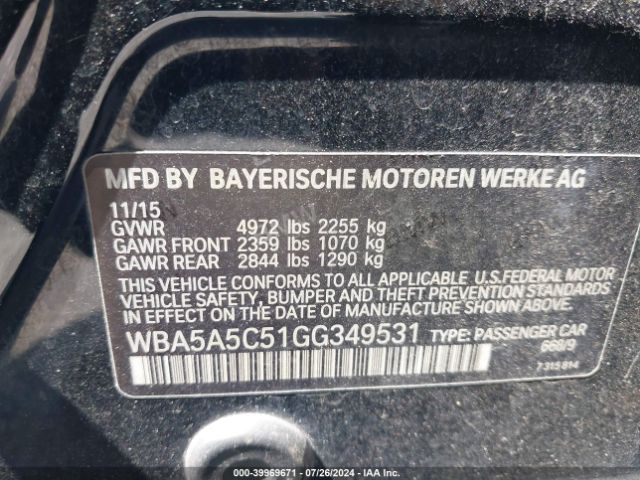 MFD BY BAYERISCHE MOTOREN WERKE AG
11/15
GVWR 4972 lbs 2255 kg
GAWR FRONT 2359 lbs 1070 kg
GAWR REAR 2844 lbs 1290 kg
THIS VEHICLE CONFORMS TO ALL APPLICABLE U.S.FEDERAL MOTOR
VEHICLE SAFETY, BUMPER AND THEFT PREVENTION STANDARDS
IN EFFECT ON THE DATE OF MANUFACTURE SHOWN ABOVE.
WBA5A5C51GG349531 TYPE: PASSENGER CAR
668/9
7 315 814
000-39969671 / 07/26/2024 / IAA Inc.